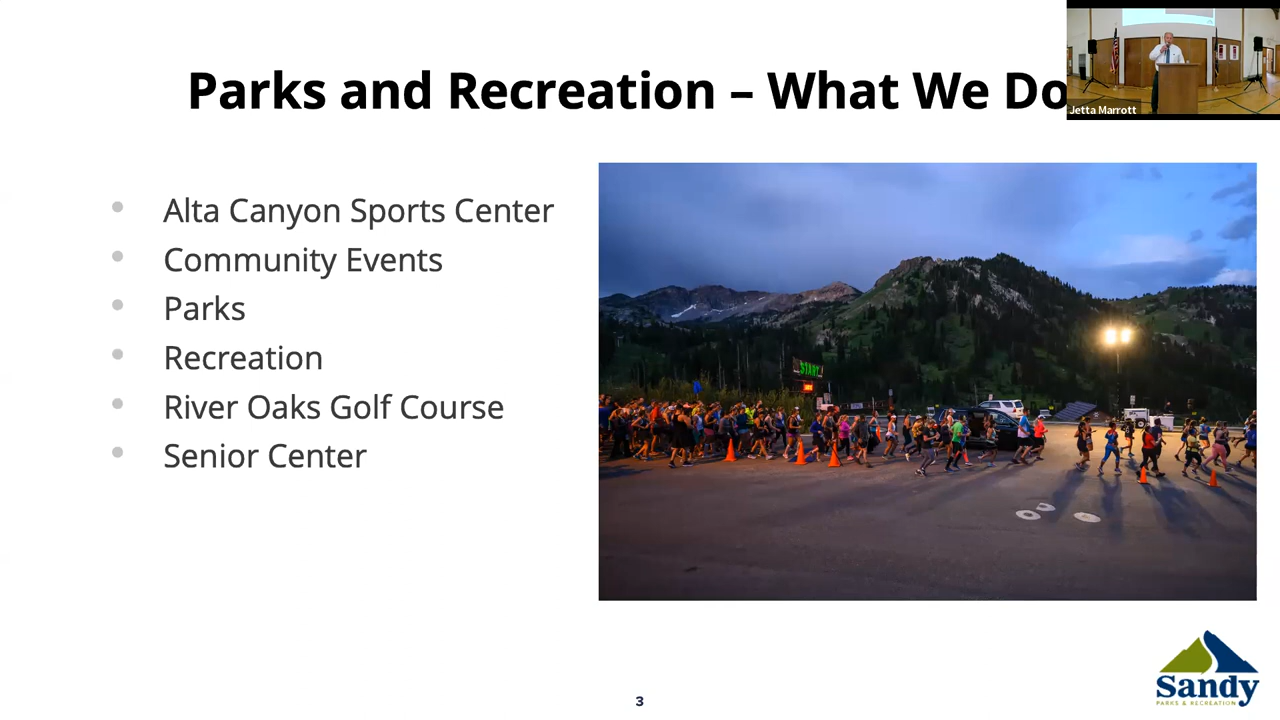 Parks and Recreation – What We Do
Jetta Marrott
Alta Canyon Sports Center
Community Events
Parks
Recreation
River Oaks Golf Course
Senior Center
START
Sandy
PARKS & RECREATION
3